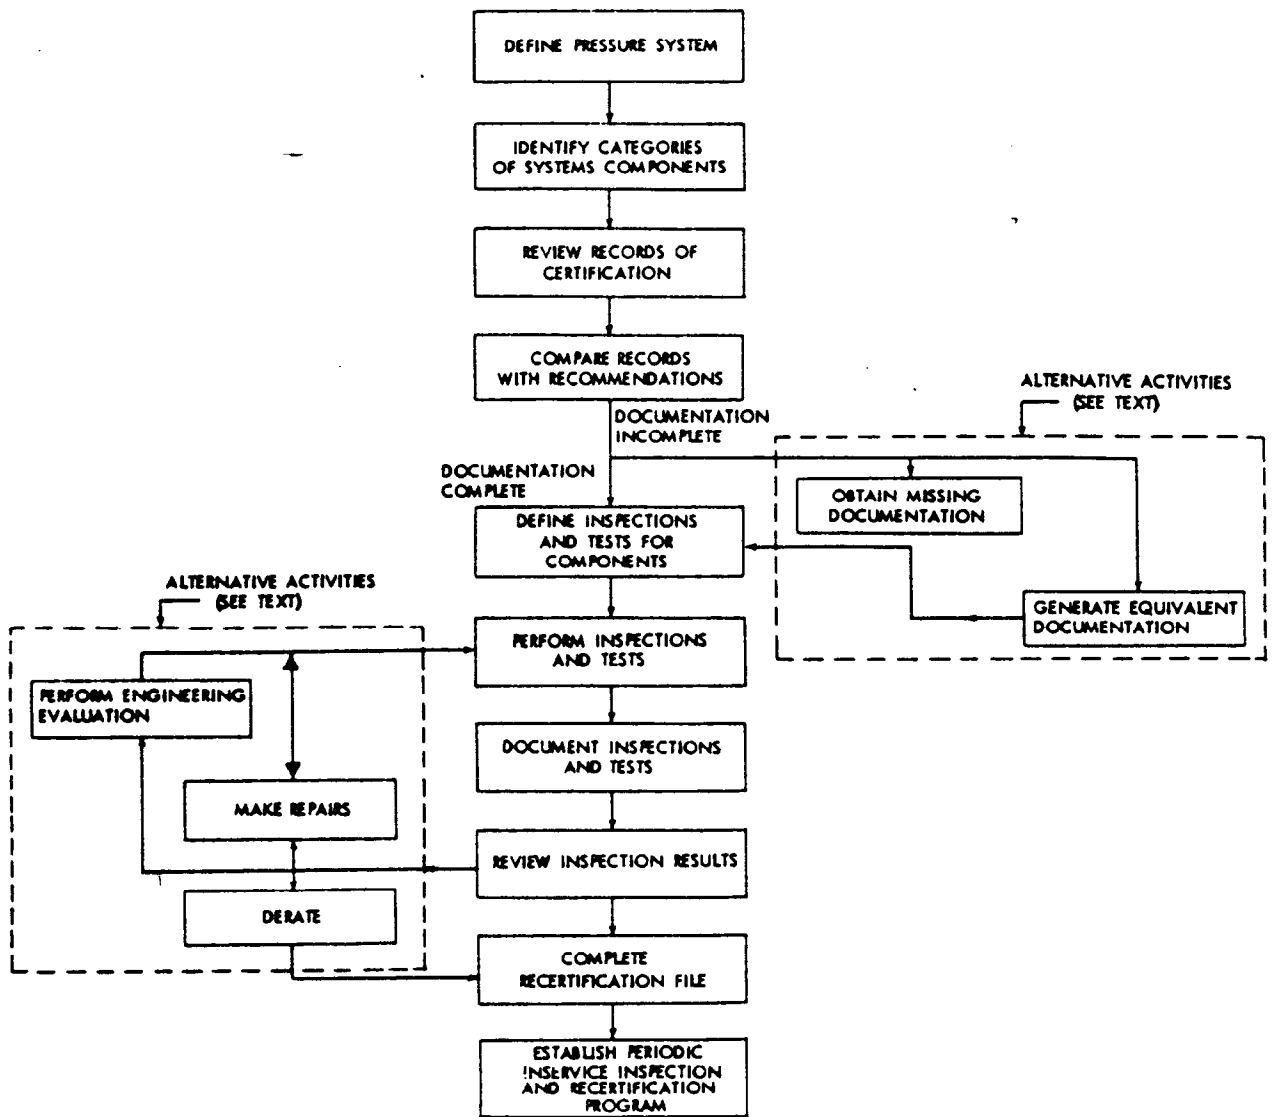 DEFINE PRESSURE SYSTEM
IDENTIFY CATEGORIES
OF SYSTEMS COMPONENTS
REVIEW RECORDS OF
CERTIFICATION
COMPARE RECORDS
WITH RECOMMENDATIONS
ALTERNATIVE ACTIVITIES
(SEE TEXT)
DOCUMENTATION
INCOMPLETE
DOCUMENTATION
COMPLETE
OBTAIN MISSING
DOCUMENTATION
DEFINE INSPECTIONS
AND TESTS FOR
COMPONENTS
GENERATE EQUIVALENT
DOCUMENTATION
ALTERNATIVE ACTIVITIES
(SEE TEXT)
PERFORM INSPECTIONS
AND TESTS
PERFORM ENGINEERING
EVALUATION
DOCUMENT INSPECTIONS
AND TESTS
MAKE REPAIRS
REVIEW INSPECTION RESULTS
DERATE
COMPLETE
RECERTIFICATION FILE
ESTABLISH PERIODIC
INSERVICE INSPECTION
AND RECERTIFICATION
PROGRAM